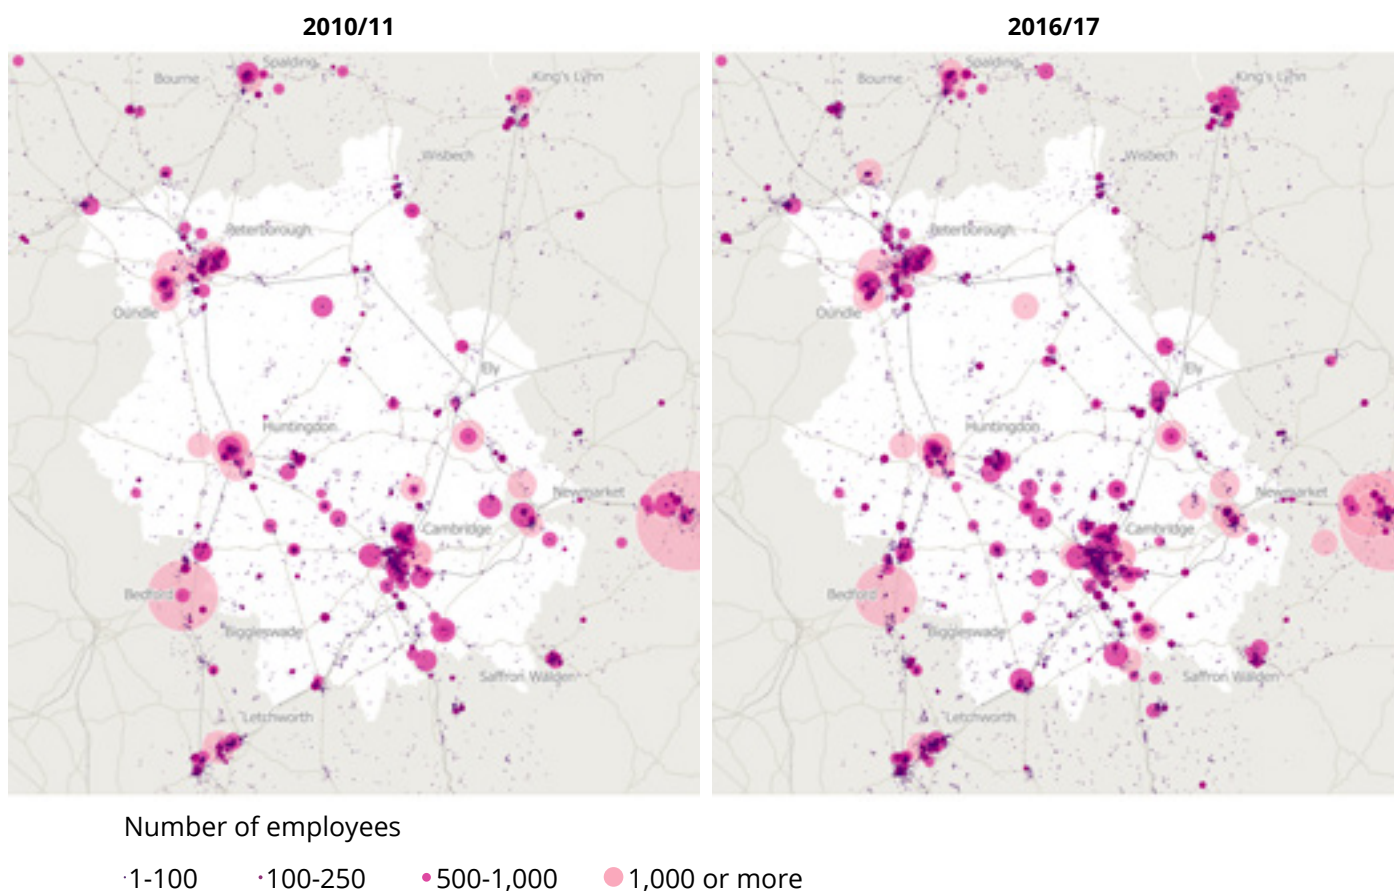 2010/11
2016/17
Spalding
Bourne
King's Lynn
Wisbech
Peterborough
Oundle
Ely
Huntingdon
Newmarket
Cambridge
Bedford
Biggleswade
Saffron Walden
Letchworth
Spalding
Bourne
King's Lynn
Wisbech
Peterborough
Oundle
Ely
Huntingdon
Newmarket
Cambridge
Bedford
Biggleswade
Saffron Walden
Letchworth
Number of employees
1-100 100-250 500-1,000 1,000 or more